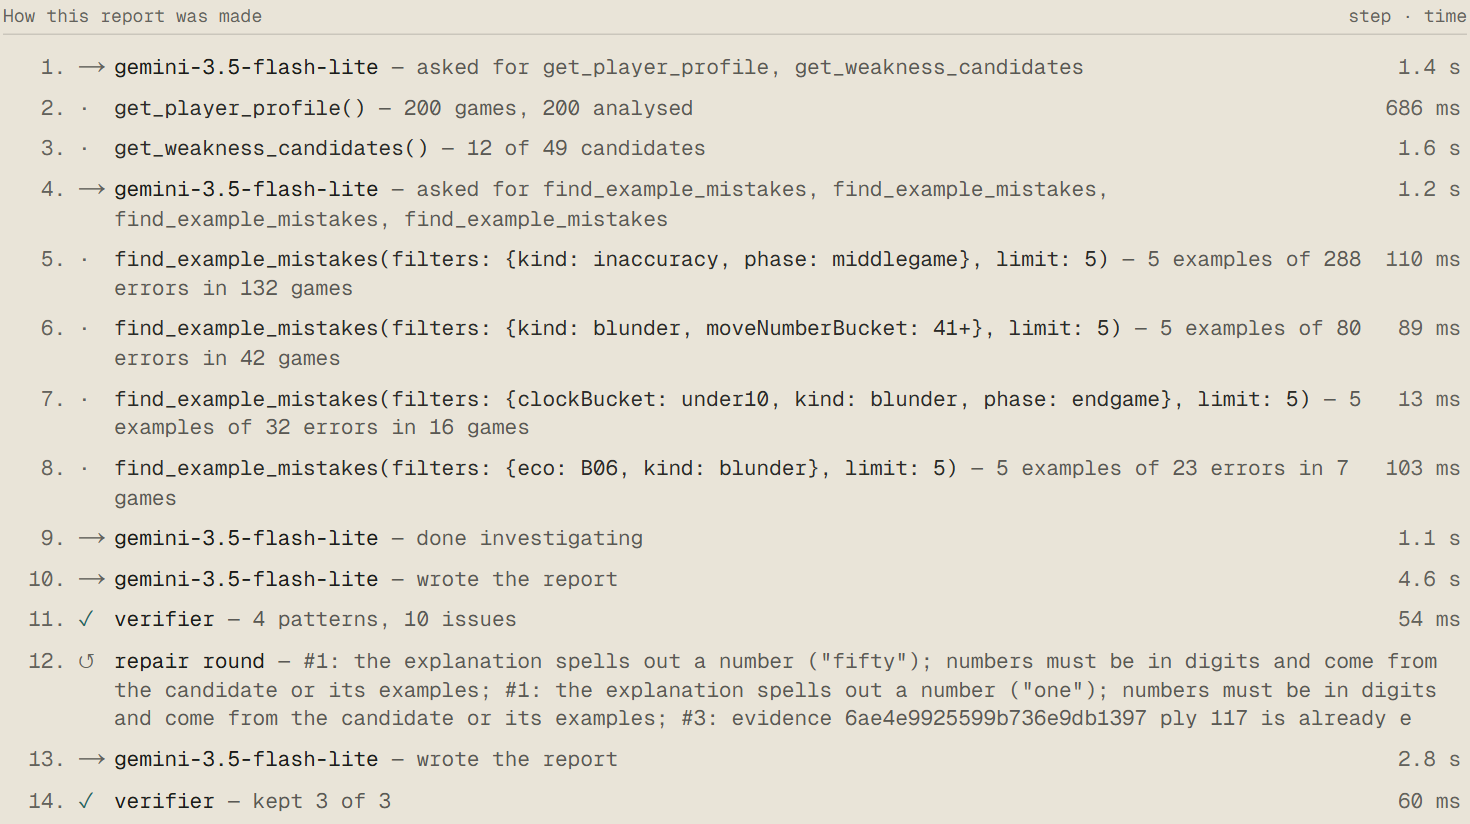 How this report was made step · time
1. → gemini-3.5-flash-lite — asked for get_player_profile, get_weakness_candidates 1.4 s
2. · get_player_profile() — 200 games, 200 analysed 686 ms
3. · get_weakness_candidates() — 12 of 49 candidates 1.6 s
4. → gemini-3.5-flash-lite — asked for find_example_mistakes, find_example_mistakes, 1.2 s
find_example_mistakes, find_example_mistakes
5. · find_example_mistakes(filters: {kind: inaccuracy, phase: middlegame}, limit: 5) — 5 examples of 288 110 ms
errors in 132 games
6. · find_example_mistakes(filters: {kind: blunder, moveNumberBucket: 41+}, limit: 5) — 5 examples of 80 89 ms
errors in 42 games
7. · find_example_mistakes(filters: {clockBucket: under10, kind: blunder, phase: endgame}, limit: 5) — 5 13 ms
examples of 32 errors in 16 games
8. · find_example_mistakes(filters: {eco: B06, kind: blunder}, limit: 5) — 5 examples of 23 errors in 7 103 ms
games
9. → gemini-3.5-flash-lite — done investigating 1.1 s
10. → gemini-3.5-flash-lite — wrote the report 4.6 s
11. ✓ verifier — 4 patterns, 10 issues 54 ms
12. ↺ repair round — #1: the explanation spells out a number ("fifty"); numbers must be in digits and come from
the candidate or its examples; #1: the explanation spells out a number ("one"); numbers must be in digits
and come from the candidate or its examples; #3: evidence 6ae4e9925599b736e9db1397 ply 117 is already e
13. → gemini-3.5-flash-lite — wrote the report 2.8 s
14. ✓ verifier — kept 3 of 3 60 ms